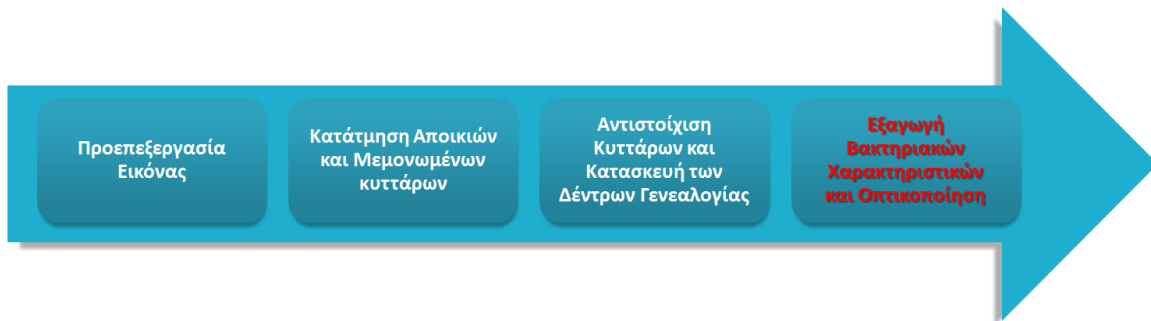 Προεπεξεργασία
Εικόνας
Κατάτμηση Αποικιών
και Μεμονωμένων
κυττάρων
Αντιστοίχιση
Κυττάρων και
Κατασκευή των
Δέντρων Γενεαλογίας
Εξαγωγή
Βακτηριακών
Χαρακτηριστικών
και Οπτικοποίηση